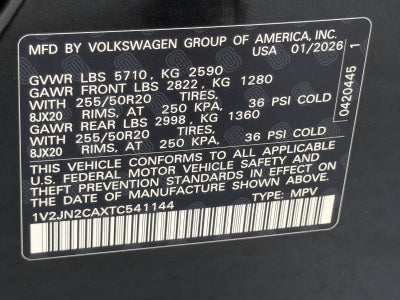 MFD BY VOLKSWAGEN GROUP OF AMERICA, INC.
USA 01/2026
GVWR LBS 5710, KG 2590
GAWR FRONT LBS 2822, KG 1280
WITH 255/50R20 TIRES,
8JX20 RIMS, AT 250 KPA, 36 PSI COLD
GAWR REAR LBS 2998, KG 1360
WITH 255/50R20 TIRES,
8JX20 RIMS, AT 250 KPA, 36 PSI COLD
THIS VEHICLE CONFORMS TO ALL APPLICABLE
U.S. FEDERAL MOTOR VEHICLE SAFETY AND
THEFT PREVENTION STANDARDS IN EFFECT ON
THE DATE OF MANUFACTURE SHOWN ABOVE.
1V2JN2CAXTC541144 TYPE: MPV
0420445 1